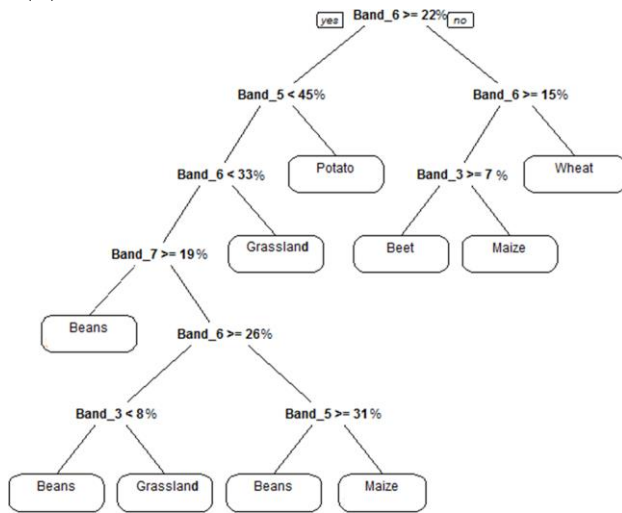 yes Band_6 >= 22% no
Band_5 < 45% Band_6 >= 15%
Band_6 < 33% Potato Band_3 >= 7 % Wheat
Band_7 >= 19% Grassland Beet Maize
Beans Band_6 >= 26%
Band_3 < 8% Band_5 >= 31%
Beans Grassland Beans Maize